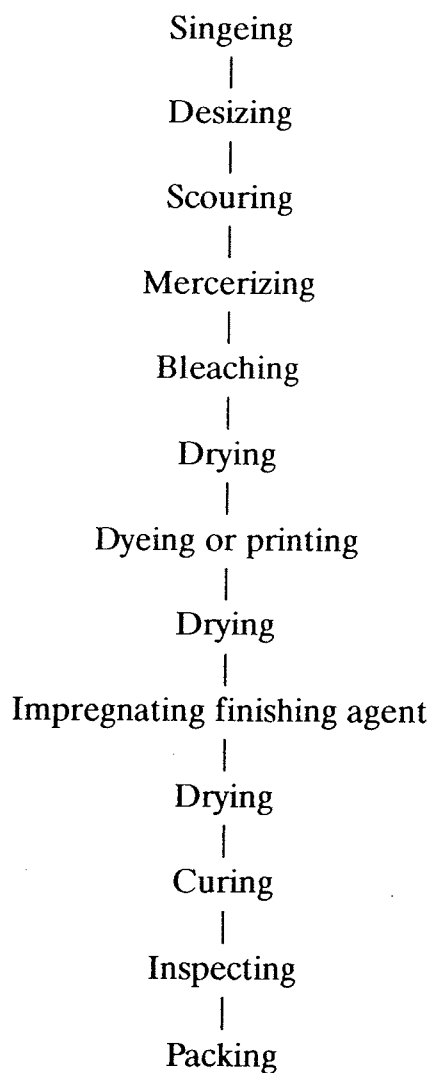 Singeing
Desizing
Scouring
Mercerizing
Bleaching
Drying
Dyeing or printing
Drying
Impregnating finishing agent
Drying
Curing
Inspecting
Packing